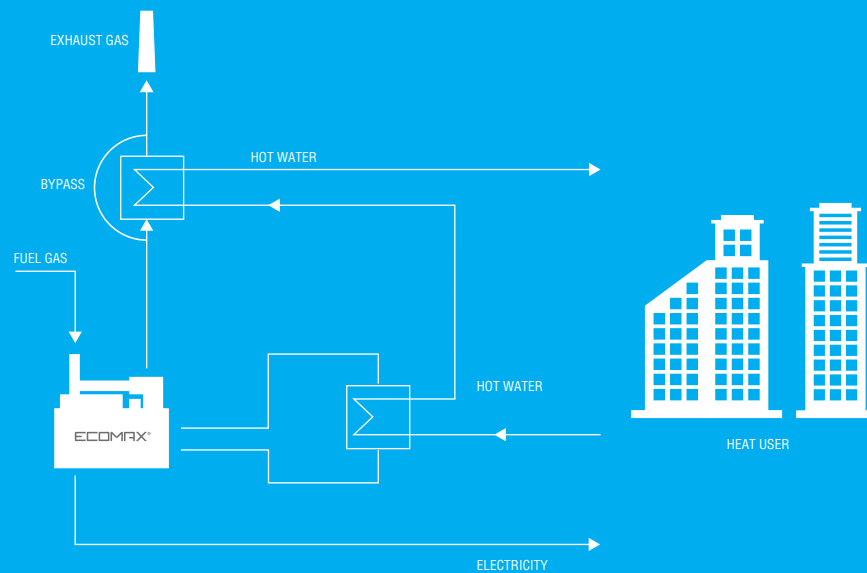 EXHAUST GAS
HOT WATER
BYPASS
FUEL GAS
HOT WATER
ECOMAX®
HEAT USER
ELECTRICITY